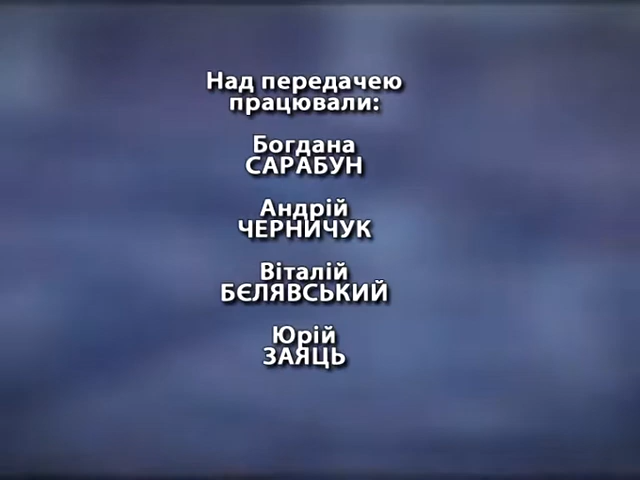 Над передачею
працювали:
Богдана
САРАБУН
Андрій
ЧЕРНИЧУК
Віталій
БЄЛЯВСЬКИЙ
Юрій
ЗАЯЦЬ